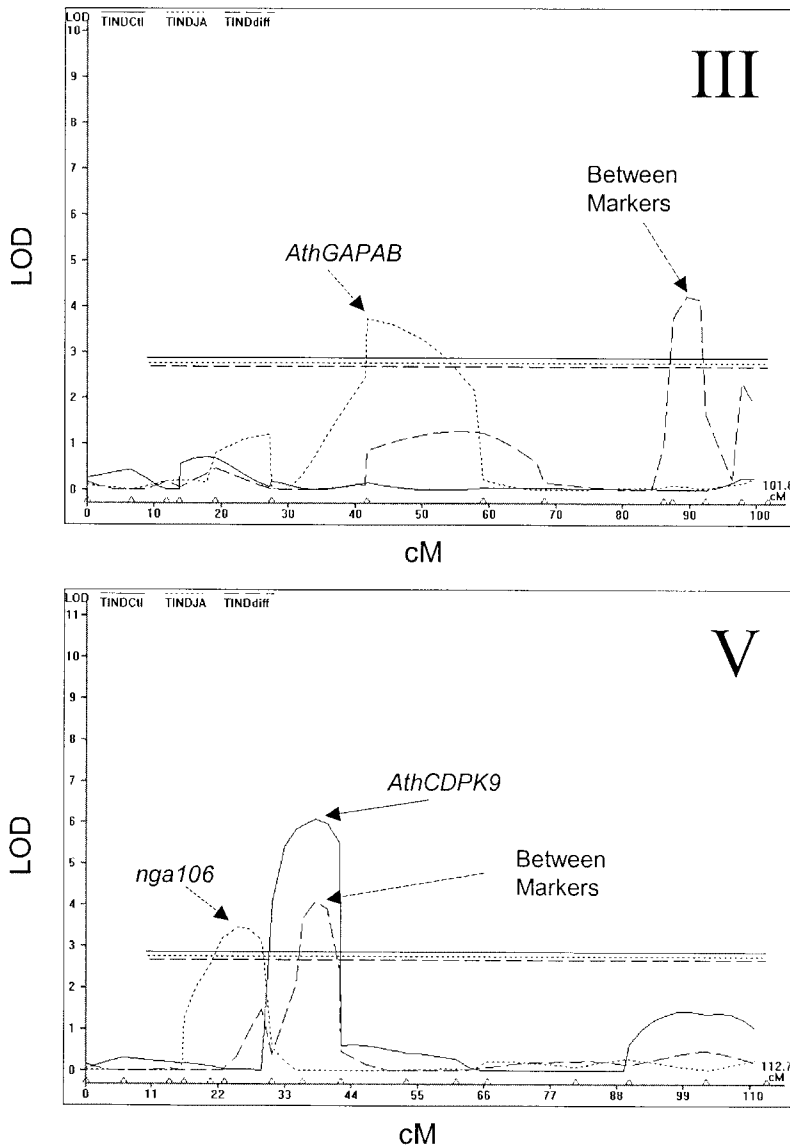 LOD TINDCtl TINDJA TINDdiff
10
III
9
8
7
Between
Markers
6
LOD
AthGAPAB
5
4
3
2
1
0
101.8
cM
0 10 20 30 40 50 60 70 80 90 100
cM
LOD TINDCtl TINDJA TINDdiff
11
V
10
9
8
7
AthCDPK9
6
LOD
5
nga106
Between
Markers
4
3
2
1
0
112.7
cM
0 11 22 33 44 55 66 77 88 99 110
cM